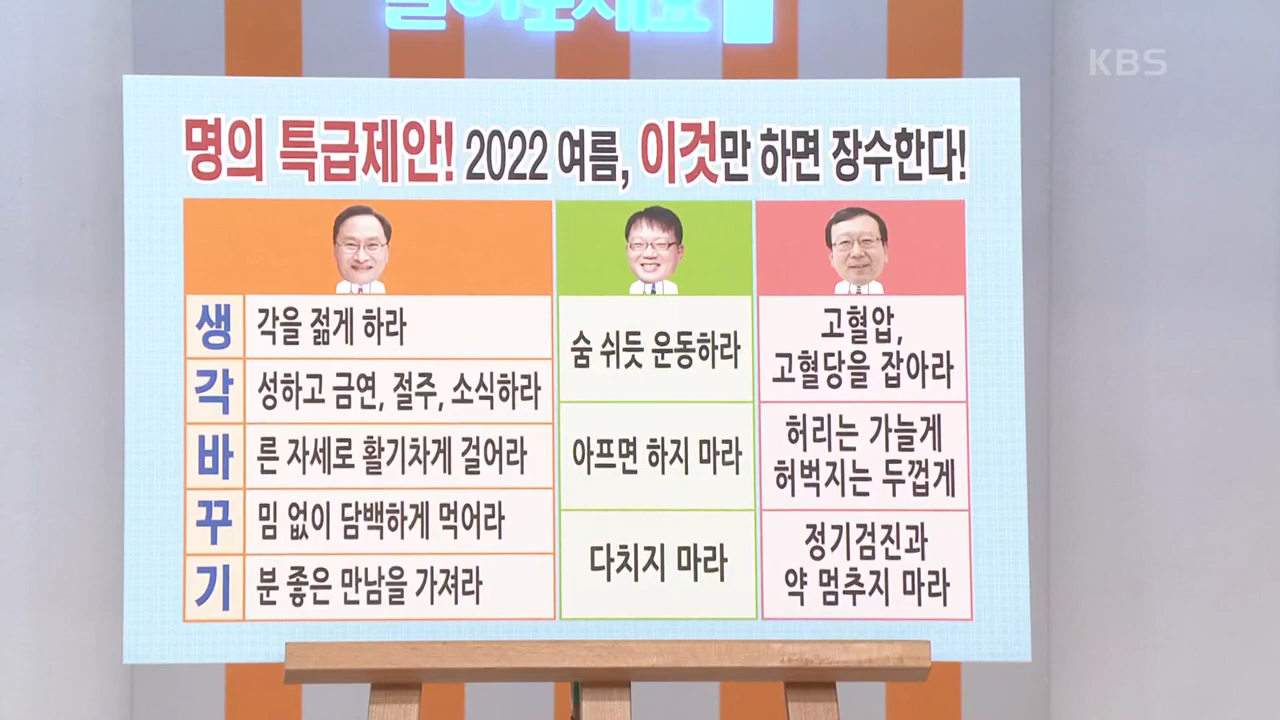 물어보세요
KBS
명의 특급제안! 2022 여름, 이것만 하면 장수한다!
생 각을 젊게 하라
각 성하고 금연, 절주, 소식하라
바 른 자세로 활기차게 걸어라
꾸 밈 없이 담백하게 먹어라
기 분 좋은 만남을 가져라
숨 쉬듯 운동하라
아프면 하지 마라
다치지 마라
고혈압,
고혈당을 잡아라
허리는 가늘게
허벅지는 두껍게
정기검진과
약 멈추지 마라